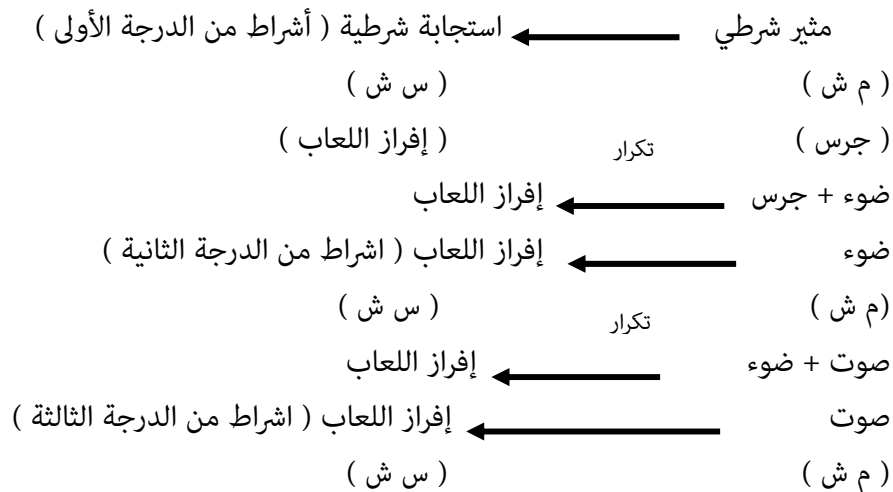 مثير شرطي استجابة شرطية ( أشراط من الدرجة الأولى )
( م ش ) ( س ش )
( جرس ) ( إفراز اللعاب )
تكرار
ضوء + جرس إفراز اللعاب
ضوء إفراز اللعاب ( اشراط من الدرجة الثانية )
(م ش ) ( س ش )
تكرار
صوت + ضوء إفراز اللعاب
صوت إفراز اللعاب ( اشراط من الدرجة الثالثة )
( م ش ) ( س ش )